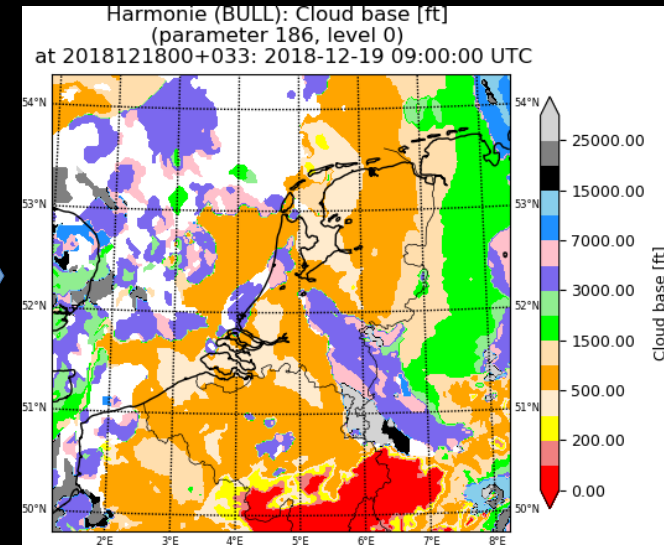 Harmonie (BULL): Cloud base [ft]
(parameter 186, level 0)
at 2018121800+033: 2018-12-19 09:00:00 UTC
54°N 54°N
53°N 53°N
52°N 52°N
51°N 51°N
50°N 50°N
2°E 3°E 4°E 5°E 6°E 7°E 8°E
25000.00
15000.00
7000.00
3000.00
1500.00
500.00
200.00
0.00
Cloud base [ft]